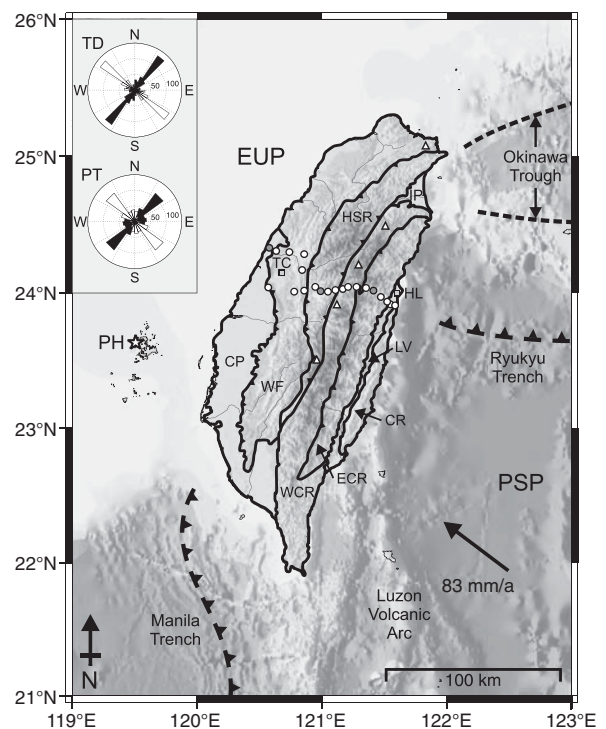 26°N
TD
N
W
50
100
E
S
PT
N
W
50
100
E
S
EUP
25°N
Okinawa
Trough
P
HSR
TC
24°N
HL
PH
LV
CP
Ryukyu
Trench
WF
CR
23°N
ECR
WCR
PSP
22°N
83 mm/a
Luzon
Volcanic
Arc
Manila
Trench
N
100 km
21°N
119°E
120°E
121°E
122°E
123°E